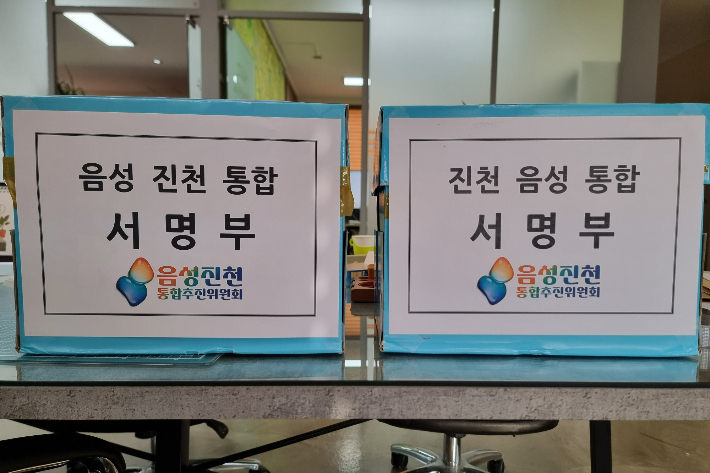 음성 진천 통합
서명부
음성진천
통합추진위원회
진천 음성 통합
서명부
음성진천
통합추진위원회